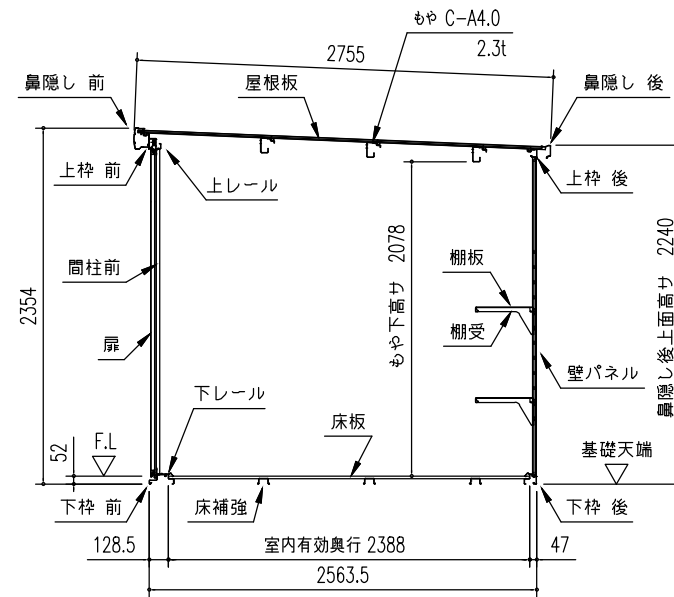 もや C-A4.0
2.3t
2755
鼻隠し 前
屋根板
鼻隠し 後
上枠 前
上レール
上枠 後
間柱前
もや下高サ 2078
棚板
鼻隠し後上面高サ 2240
2354
扉
棚受
壁パネル
下レール
床板
52
F.L
基礎天端
下枠 前
床補強
下枠 後
128.5
室内有効奥行 2388
47
2563.5